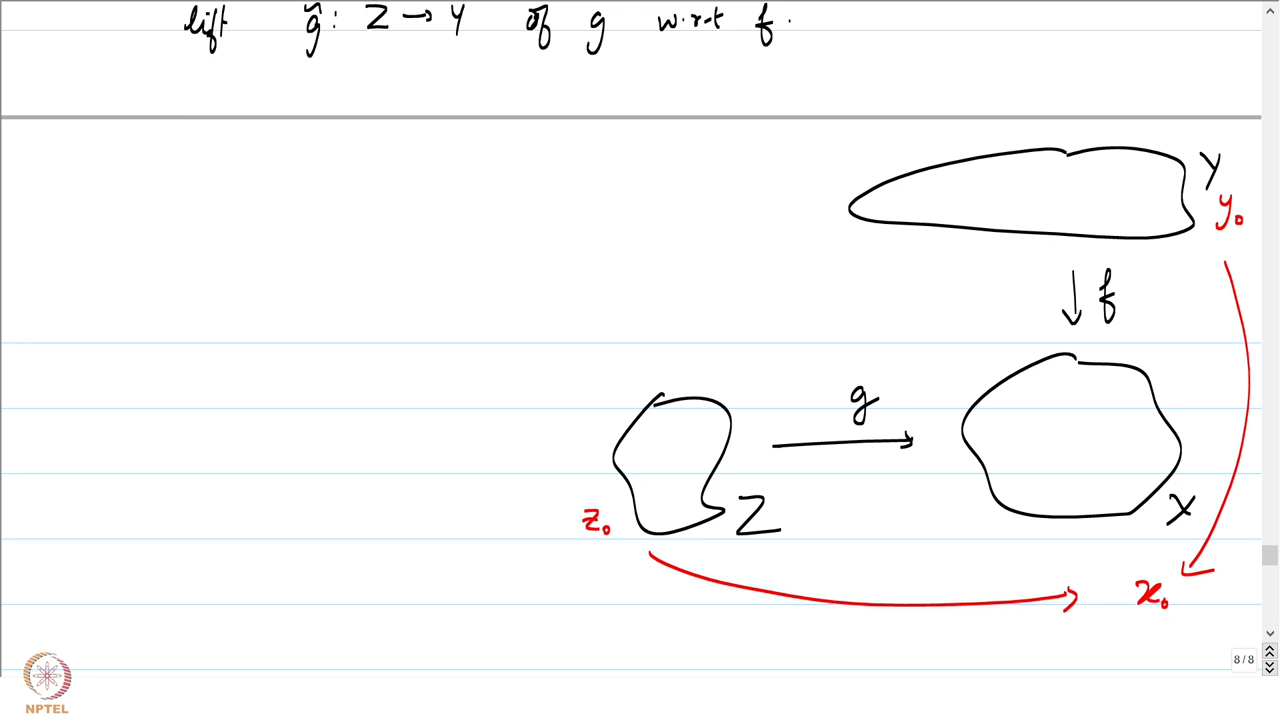 lift g̃ : Z → Y of g w.r.t f.
Y
y₀
↓ f
g
z₀ Z → X
x₀
8 / 8
NPTEL